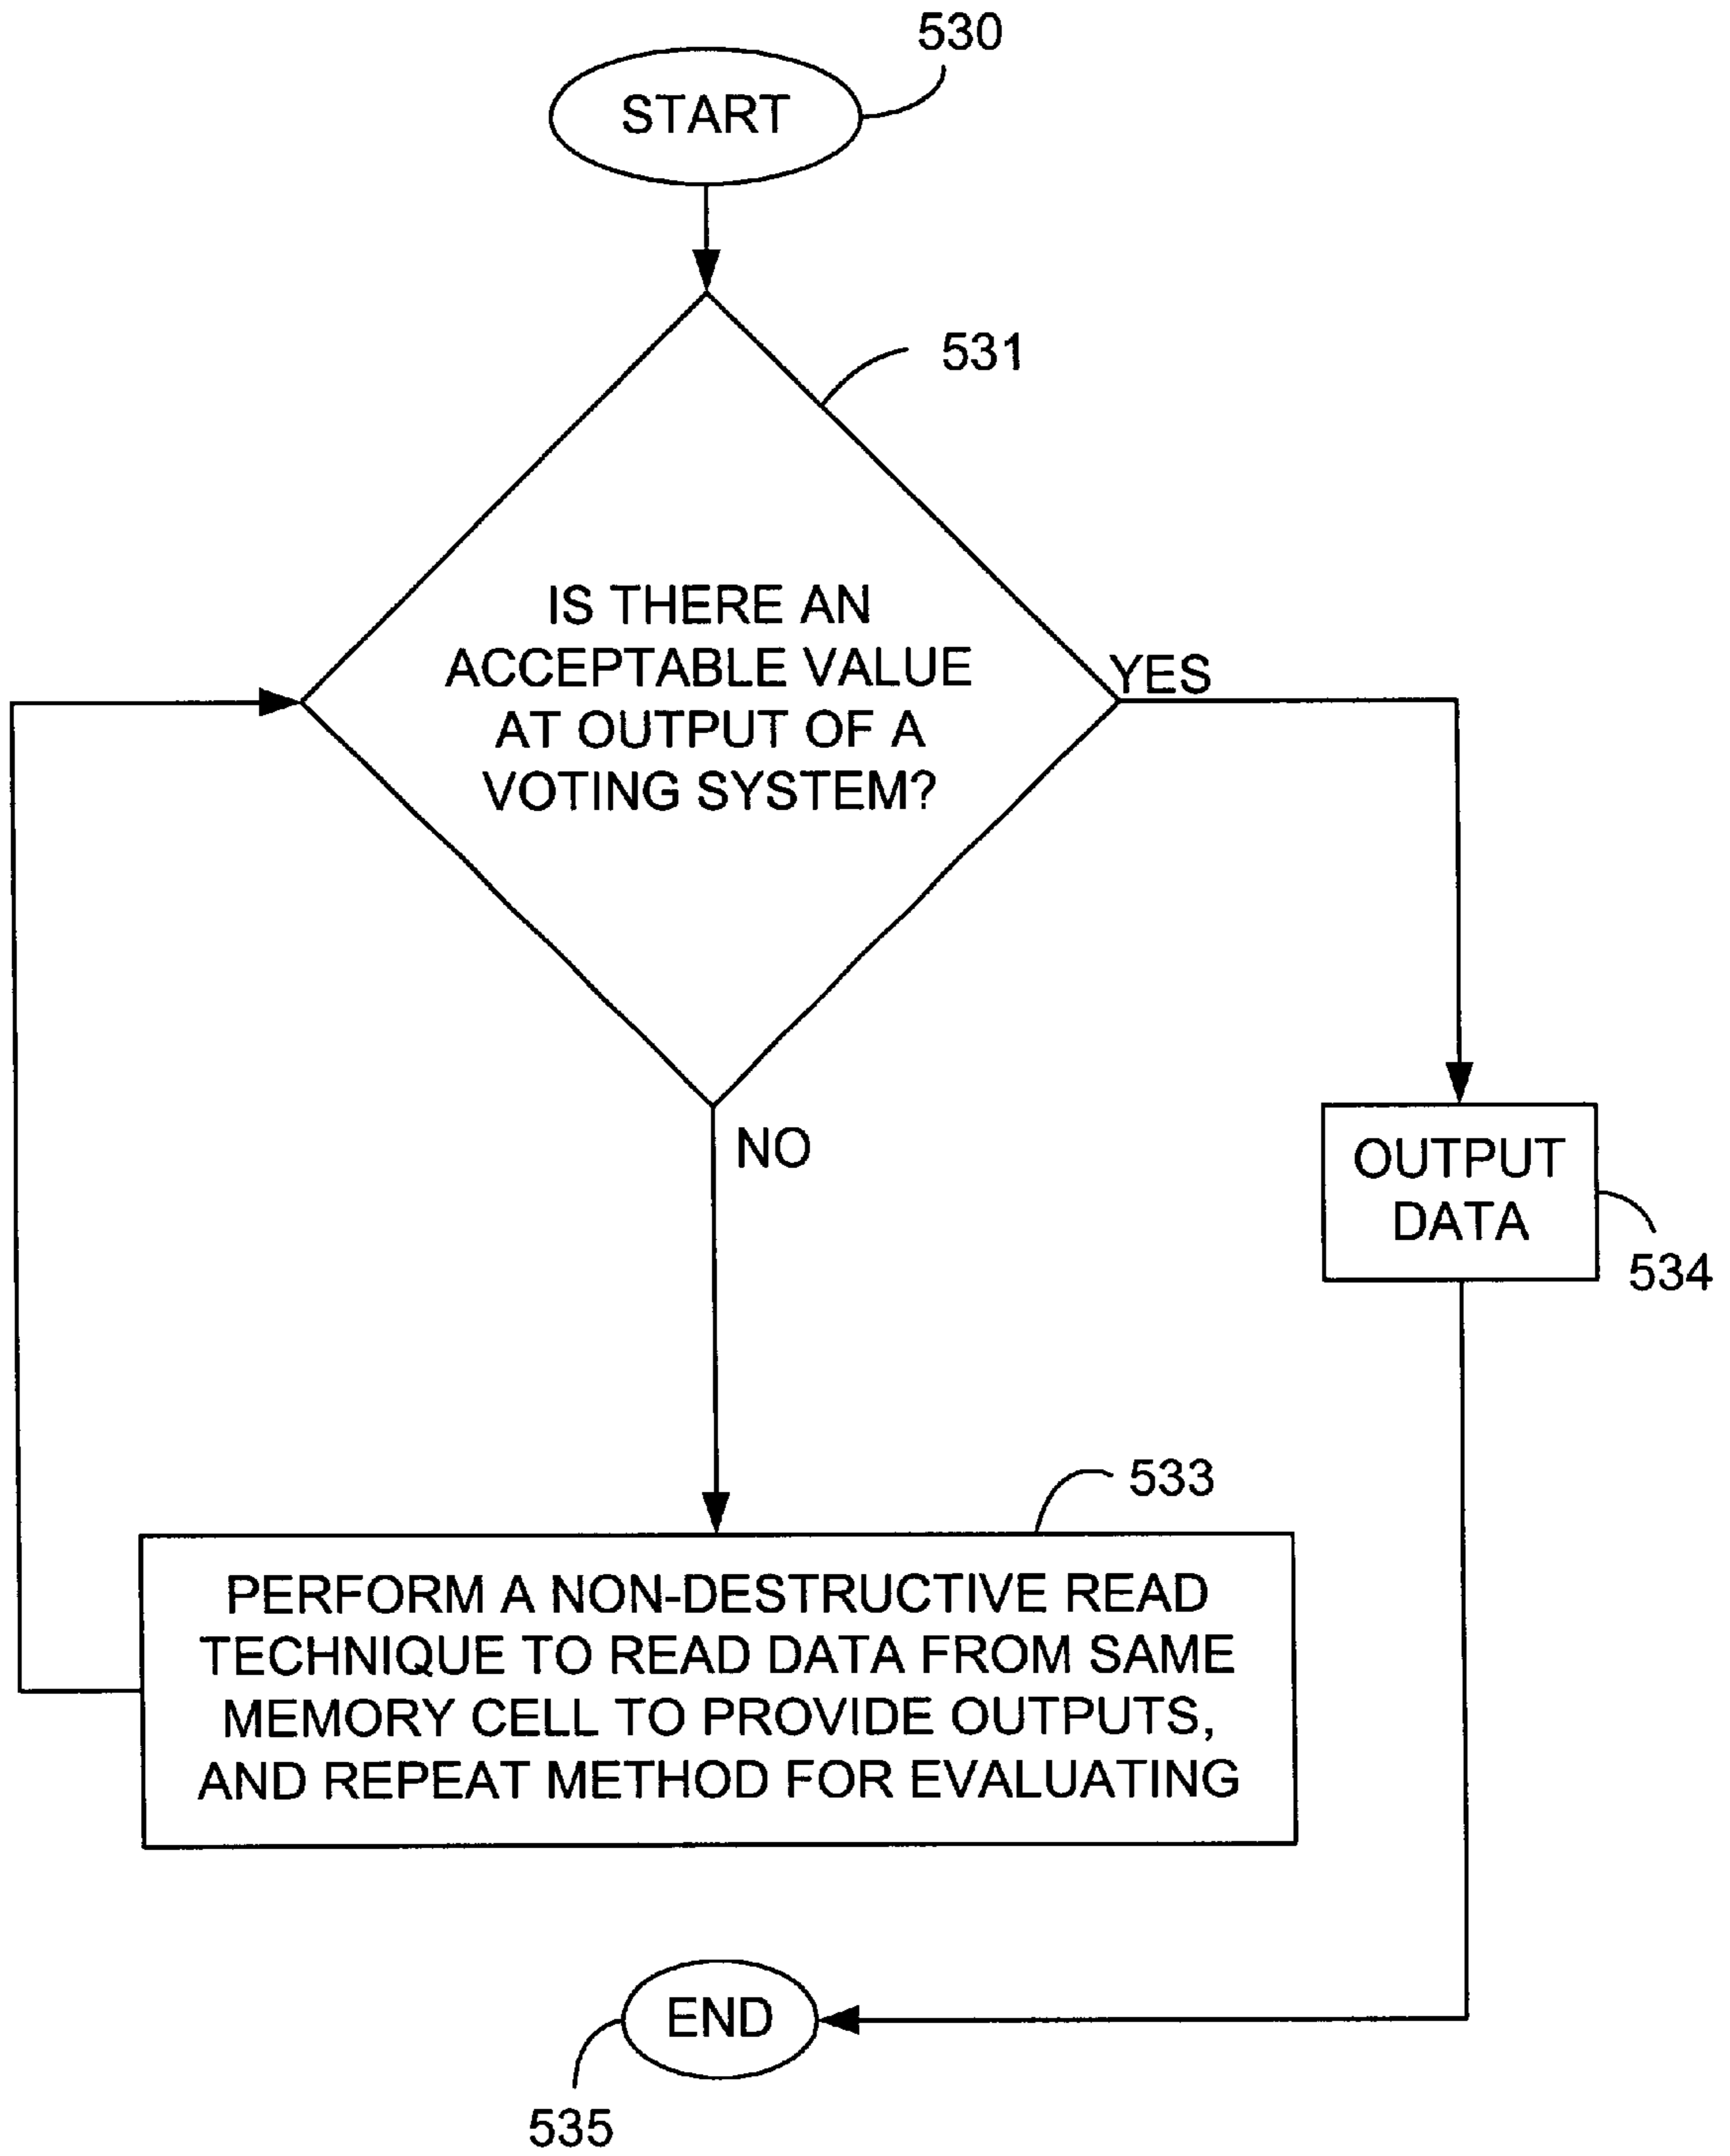 530
START
531
IS THERE AN
ACCEPTABLE VALUE
AT OUTPUT OF A
VOTING SYSTEM?
YES
NO
OUTPUT
DATA
534
533
PERFORM A NON-DESTRUCTIVE READ
TECHNIQUE TO READ DATA FROM SAME
MEMORY CELL TO PROVIDE OUTPUTS,
AND REPEAT METHOD FOR EVALUATING
END
535